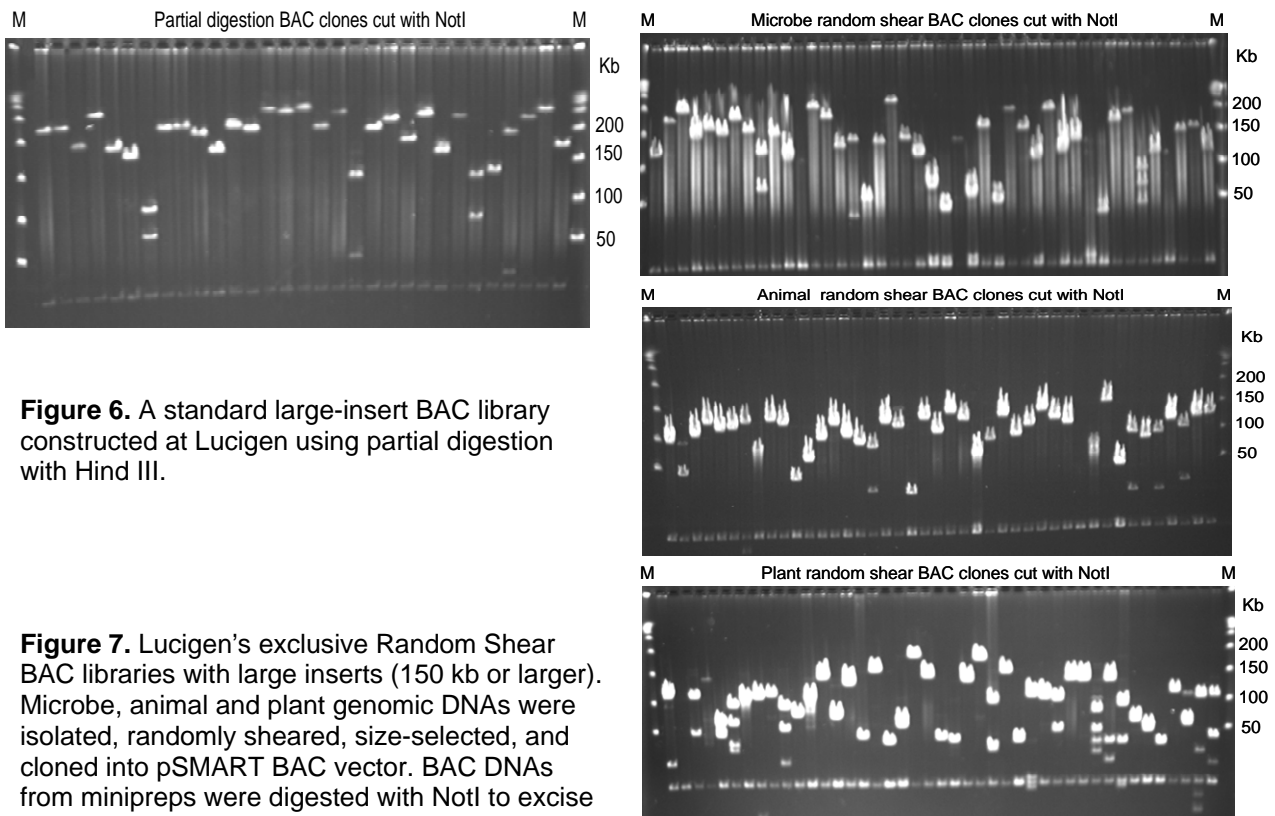 M Partial digestion BAC clones cut with NotI M
Kb
200
150
100
50
Figure 6. A standard large-insert BAC library
constructed at Lucigen using partial digestion
with Hind III.
Figure 7. Lucigen's exclusive Random Shear
BAC libraries with large inserts (150 kb or larger).
Microbe, animal and plant genomic DNAs were
isolated, randomly sheared, size-selected, and
cloned into pSMART BAC vector. BAC DNAs
from minipreps were digested with NotI to excise
M Microbe random shear BAC clones cut with NotI M
Kb
200
150
100
50
M Animal random shear BAC clones cut with NotI M
Kb
200
150
100
50
M Plant random shear BAC clones cut with NotI M
Kb
200
150
100
50